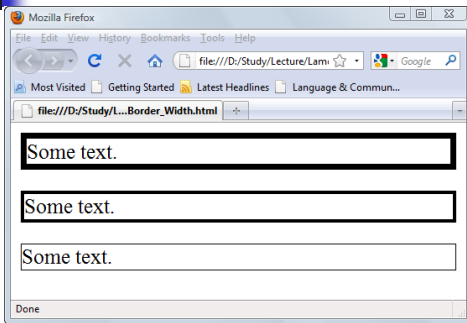 Mozilla Firefox
File Edit View History Bookmarks Tools Help
file:///D:/Study/Lecture/Lam Google
Most Visited Getting Started Latest Headlines Language & Commun...
file:///D:/Study/L...Border_Width.html
Some text.
Some text.
Some text.
Done